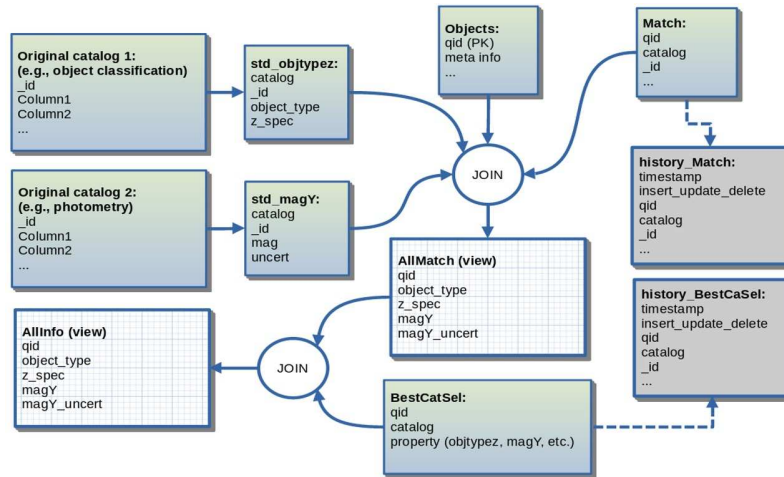 Original catalog 1:
(e.g., object classification)
_id
Column1
Column2
...
std_objtypez:
catalog
_id
object_type
z_spec
Objects:
qid (PK)
meta info
...
Match:
qid
catalog
_id
...
JOIN
history_Match:
timestamp
insert_update_delete
qid
catalog
_id
...
Original catalog 2:
(e.g., photometry)
_id
Column1
Column2
...
std_magY:
catalog
_id
mag
uncert
AllMatch (view)
qid
object_type
z_spec
magY
magY_uncert
history_BestCaSel:
timestamp
insert_update_delete
qid
catalog
_id
...
AllInfo (view)
qid
object_type
z_spec
magY
magY_uncert
JOIN
BestCatSel:
qid
catalog
property (objtypez, magY, etc.)